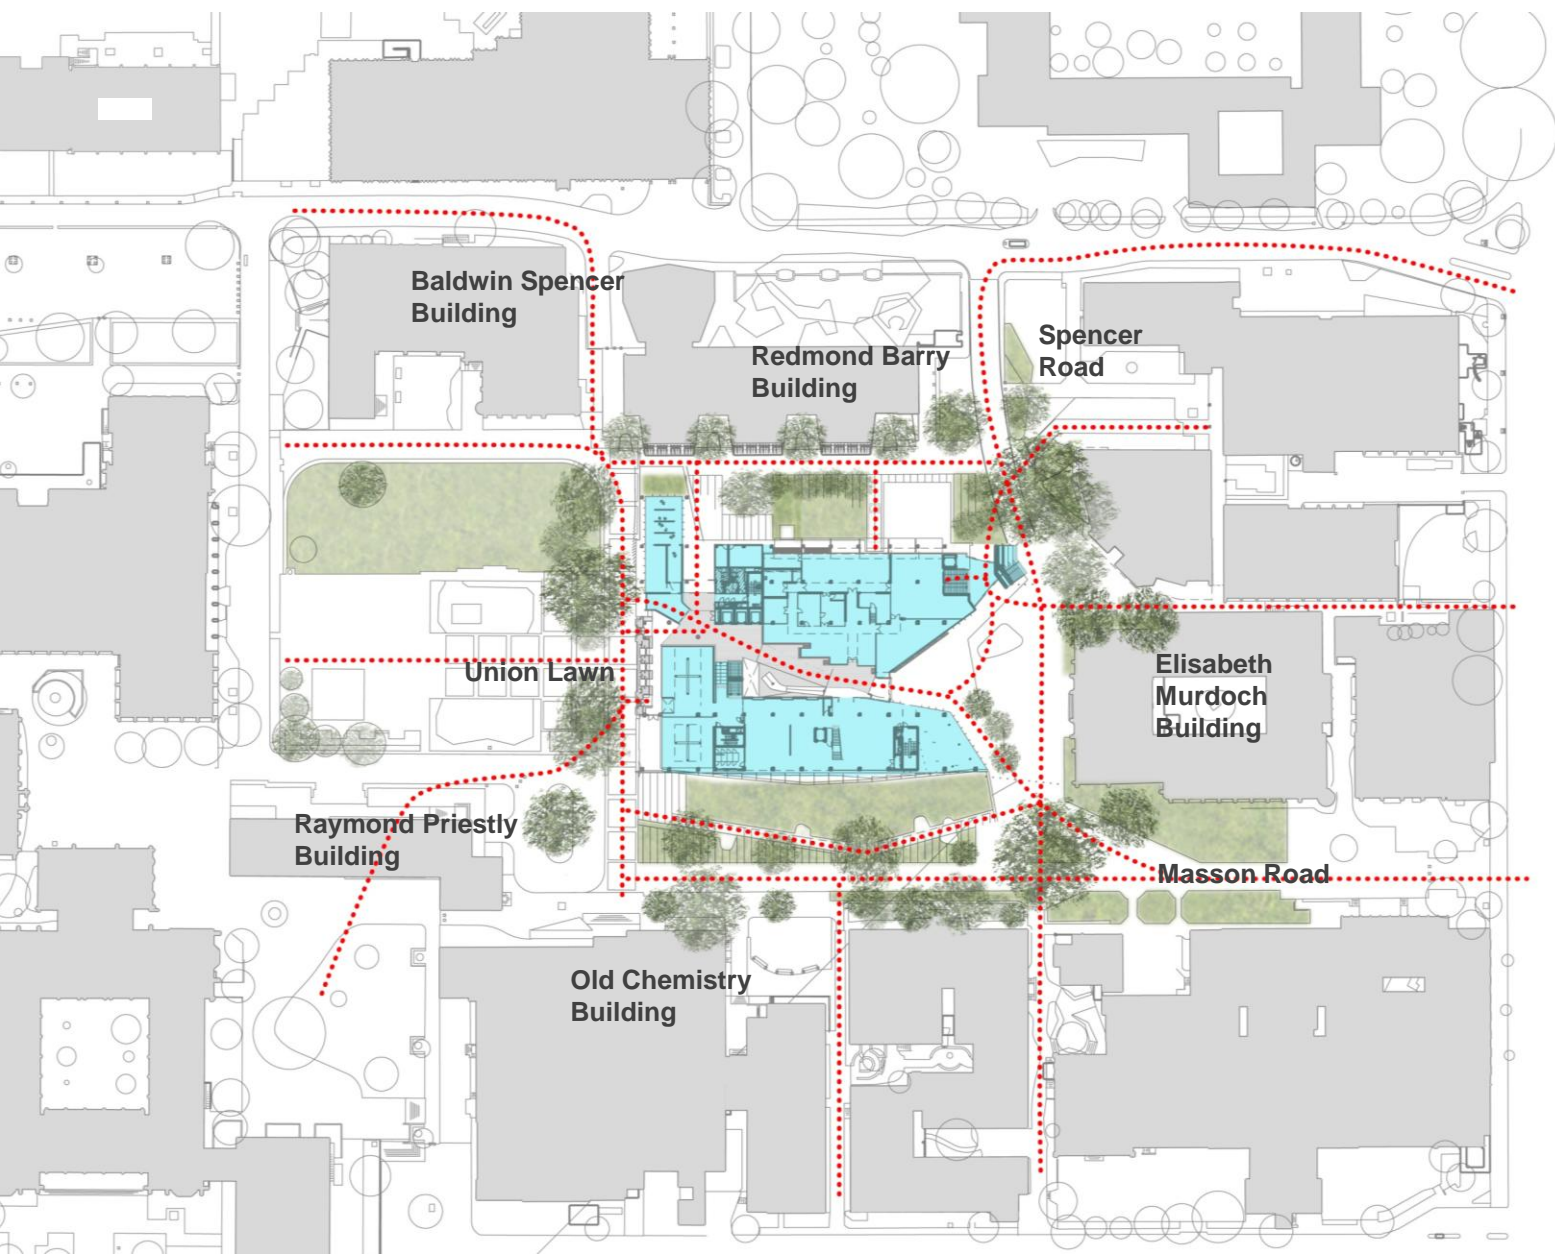 Baldwin Spencer
Building
Redmond Barry
Building
Spencer
Road
Union Lawn
Elisabeth
Murdoch
Building
Raymond Priestly
Building
Masson Road
Old Chemistry
Building